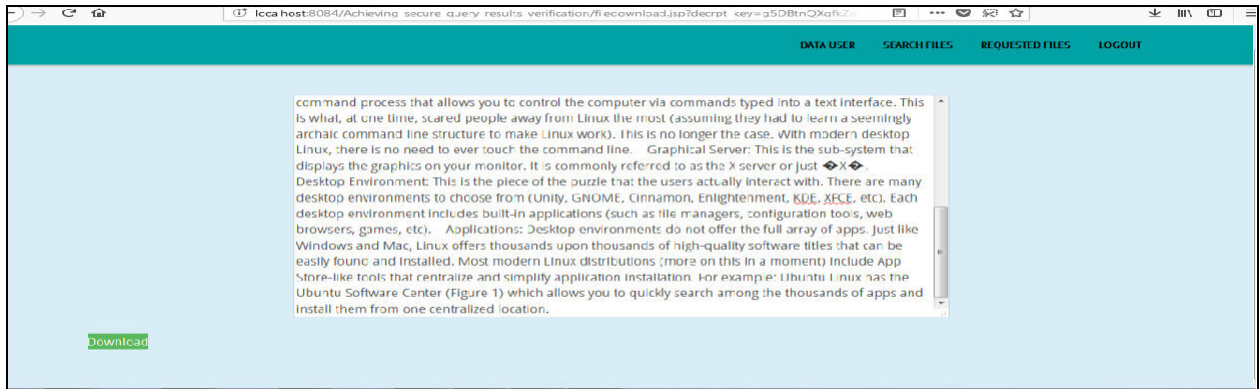 localhost:8084/Achieving secure query results verification/filedownload.jsp?decrpt key=
DATA USER SEARCH FILES REQUESTED FILES LOGOUT
command process that allows you to control the computer via commands typed into a text interface. This
is what, at one time, scared people away from Linux the most (assuming they had to learn a seemingly
archaic command line structure to make Linux work). This is no longer the case. With modern desktop
Linux, there is no need to ever touch the command line. Graphical Server: This is the sub-system that
displays the graphics on your monitor. It is commonly referred to as the X server or just �X�.
Desktop Environment: This is the piece of the puzzle that the users actually interact with. There are many
desktop environments to choose from (Unity, GNOME, Cinnamon, Enlightenment, KDE, XFCE, etc). Each
desktop environment includes built-in applications (such as file managers, configuration tools, web
browsers, games, etc). Applications: Desktop environments do not offer the full array of apps. Just like
Windows and Mac, Linux offers thousands upon thousands of high-quality software titles that can be
easily found and installed. Most modern Linux distributions (more on this in a moment) include App
Store-like tools that centralize and simplify application installation. For example: Ubuntu Linux has the
Ubuntu Software Center (Figure 1) which allows you to quickly search among the thousands of apps and
install them from one centralized location.
Download